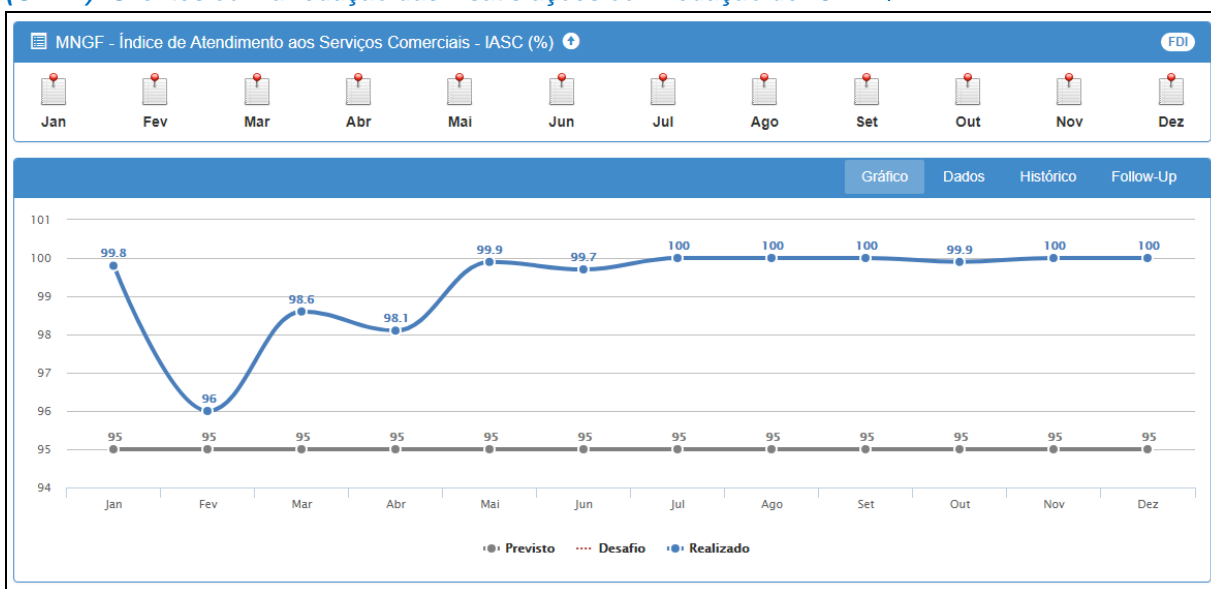 MNGF - Índice de Atendimento aos Serviços Comerciais - IASC (%)
FDI
Jan Fev Mar Abr Mai Jun Jul Ago Set Out Nov Dez
Gráfico Dados Histórico Follow-Up
101
100
99
98
97
96
95
94
99.8 96 98.6 98.1 99.9 99.7 100 100 100 99.9 100 100
95 95 95 95 95 95 95 95 95 95 95 95
Jan Fev Mar Abr Mai Jun Jul Ago Set Out Nov Dez
Previsto Desafio Realizado